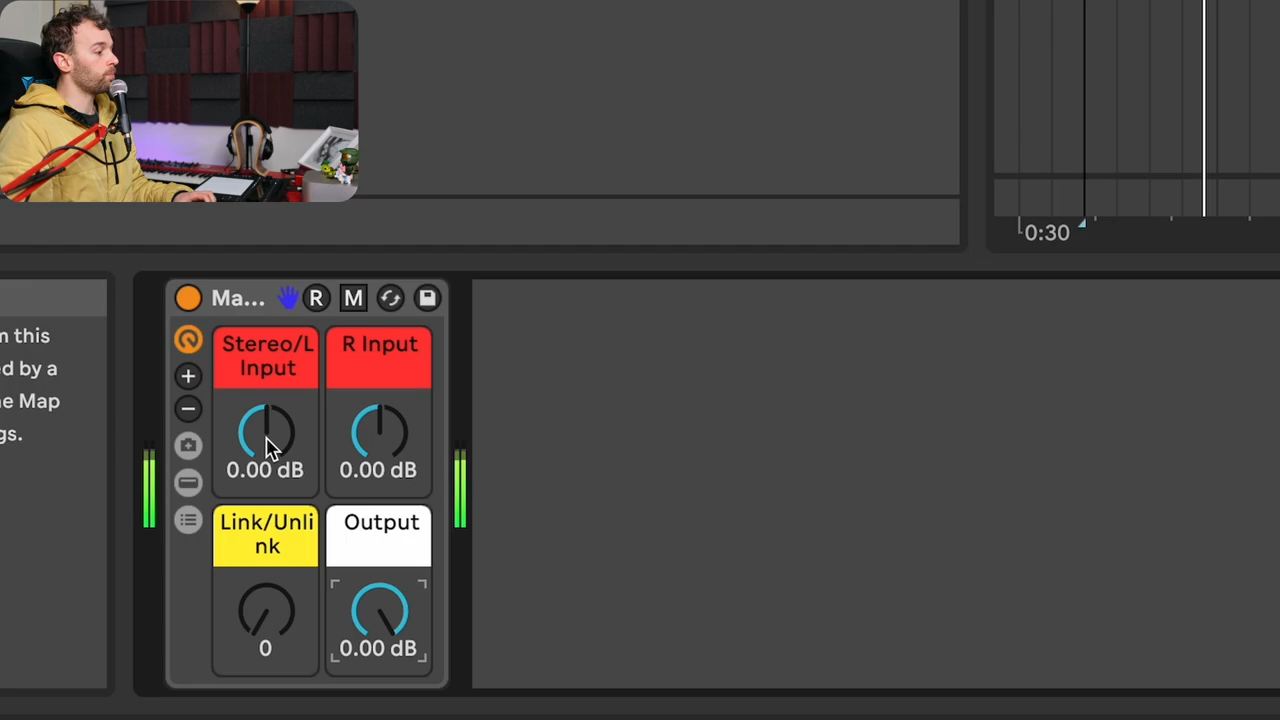 0:30
Ma...
R
M
m this
ed by a
e Map
gs.
Stereo/L
Input
R Input
0.00 dB
0.00 dB
Link/Unli
nk
Output
0
0.00 dB